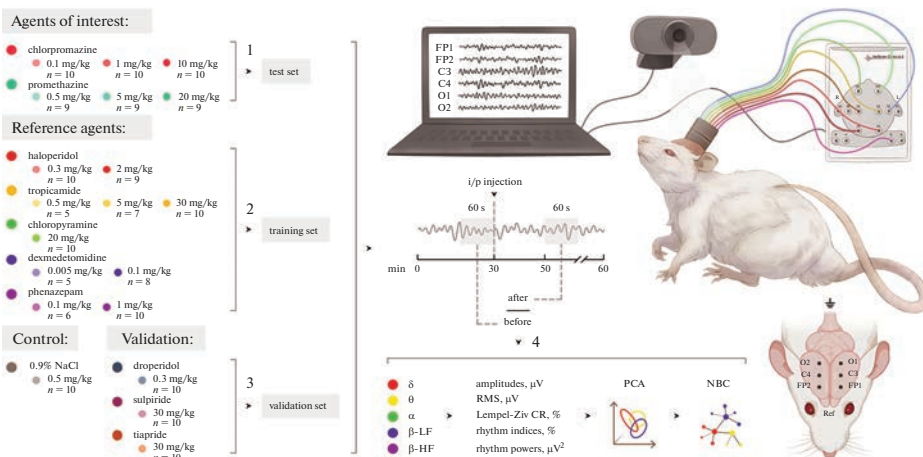 Agents of interest:
chlorpromazine
0.1 mg/kg 1 mg/kg 10 mg/kg
n = 10 n = 10 n = 10
promethazine
0.5 mg/kg 5 mg/kg 20 mg/kg
n = 9 n = 9 n = 9
1
test set
Reference agents:
haloperidol
0.3 mg/kg 2 mg/kg
n = 10 n = 9
tropicamide
0.5 mg/kg 5 mg/kg 30 mg/kg
n = 5 n = 7 n = 10
chloropyramine
20 mg/kg
n = 10
dexmedetomidine
0.005 mg/kg 0.1 mg/kg
n = 5 n = 8
phenazepam
0.1 mg/kg 1 mg/kg
n = 6 n = 10
2
training set
Control:
0.9% NaCl
0.5 mg/kg
n = 10
Validation:
droperidol
0.3 mg/kg
n = 10
sulpiride
30 mg/kg
n = 10
tiapride
30 mg/kg
n = 10
3
validation set
FP1
FP2
C3
C4
O1
O2
i/p injection
60 s 60 s
min 0 30 50 60
after
before
4
δ amplitudes, μV
θ RMS, μV
α Lempel-Ziv CR, %
β-LF rhythm indices, %
β-HF rhythm powers, μV²
PCA
NBC
O2 O1
C4 C3
FP2 FP1
Ref